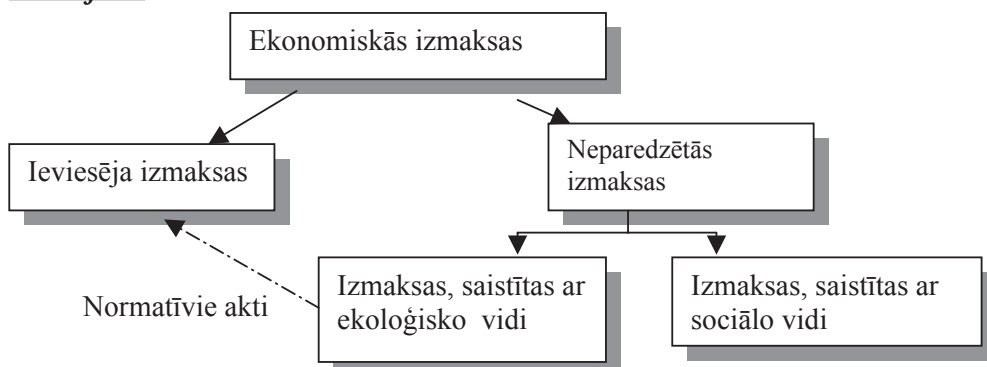 Ekonomiskās izmaksas
Ieviesēja izmaksas
Neparedzētās
izmaksas
Normatīvie akti
Izmaksas, saistītas ar
ekoloģisko vidi
Izmaksas, saistītas ar
sociālo vidi